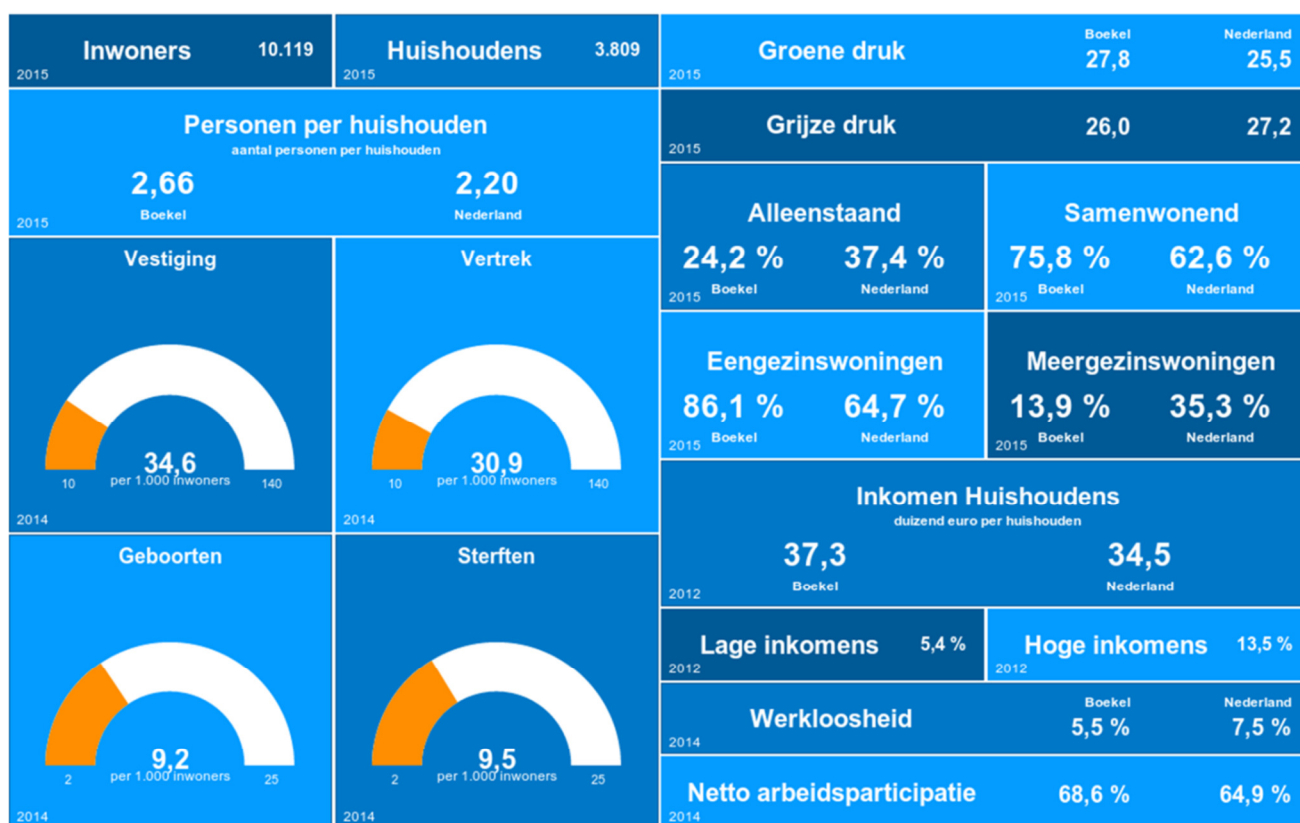 Inwoners 10.119
2015
Huishoudens 3.809
2015
Personen per huishouden
aantal personen per huishouden
2,66 2,20
Boekel Nederland
2015
Vestiging
34,6
per 1.000 inwoners
10 140
2014
Vertrek
30,9
per 1.000 inwoners
10 140
2014
Geboorten
9,2
per 1.000 inwoners
2 25
2014
Sterften
9,5
per 1.000 inwoners
2 25
2014
Boekel Nederland
Groene druk 27,8 25,5
2015
Grijze druk 26,0 27,2
2015
Alleenstaand
24,2 % 37,4 %
Boekel Nederland
2015
Samenwonend
75,8 % 62,6 %
Boekel Nederland
2015
Eengezinswoningen
86,1 % 64,7 %
Boekel Nederland
2015
Meergezinswoningen
13,9 % 35,3 %
Boekel Nederland
2015
Inkomen Huishoudens
duizend euro per huishouden
37,3 34,5
Boekel Nederland
2012
Lage inkomens 5,4 %
2012
Hoge inkomens 13,5 %
2012
Boekel Nederland
Werkloosheid 5,5 % 7,5 %
2014
Netto arbeidsparticipatie 68,6 % 64,9 %
2014